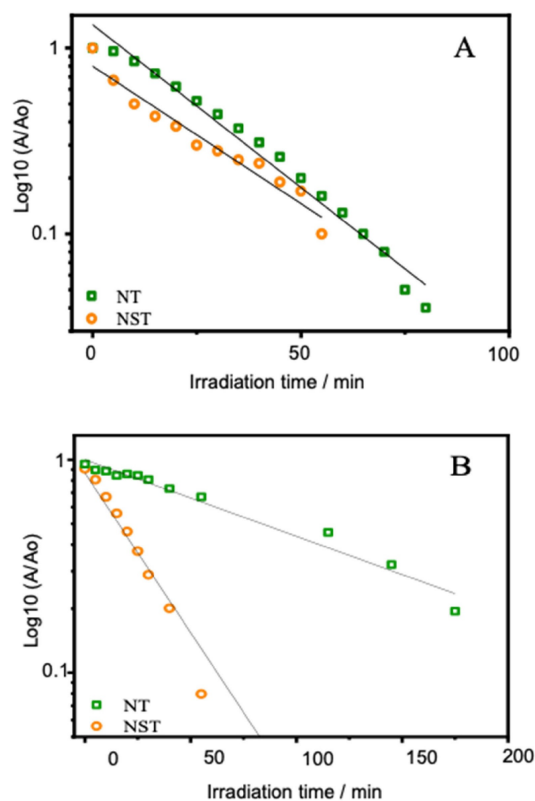 A
1
0.1
Log10 (A/Ao)
NT
NST
0
50
100
Irradiation time / min
B
1
0.1
Log10 (A/Ao)
NT
NST
0
50
100
150
200
Irradiation time / min